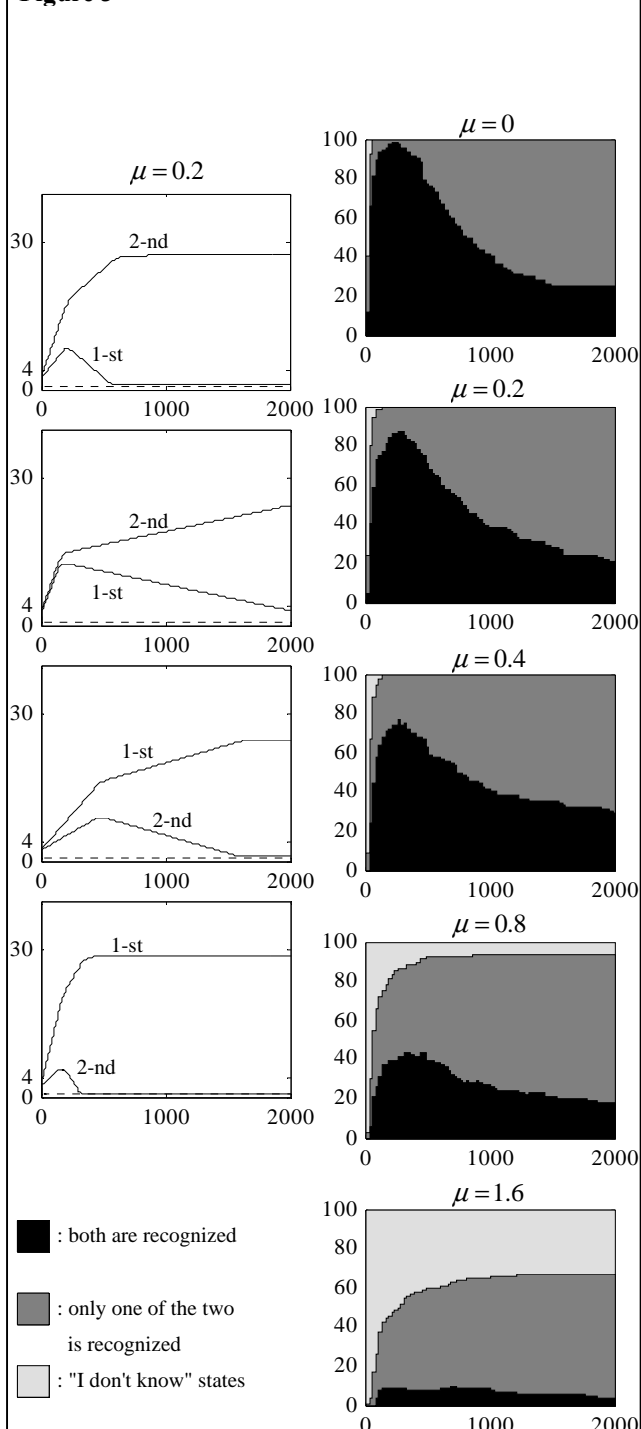 Figure
μ = 0.2
30
2-nd
1-st
4
0
0 1000 2000
30
2-nd
1-st
4
0
0 1000 2000
30
1-st
2-nd
4
0
0 1000 2000
30
1-st
2-nd
4
0
0 1000 2000
: both are recognized
: only one of the two
is recognized
: "I don't know" states
μ = 0
100
80
60
40
20
0
0 1000 2000
μ = 0.2
100
80
60
40
20
0
0 1000 2000
μ = 0.4
100
80
60
40
20
0
0 1000 2000
μ = 0.8
100
80
60
40
20
0
0 1000 2000
μ = 1.6
100
80
60
40
20
0
0 1000 2000